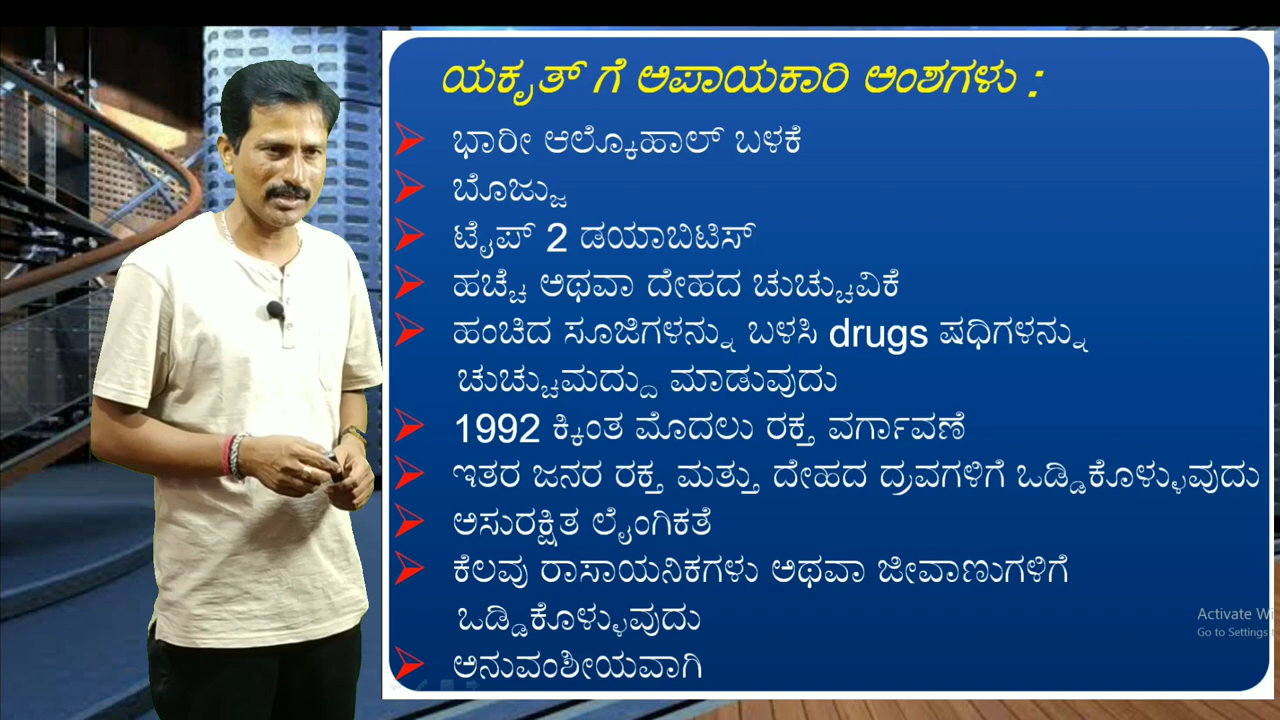 ಯಕೃತ್ ಗೆ ಅಪಾಯಕಾರಿ ಅಂಶಗಳು :
ಭಾರೀ ಆಲ್ಕೊಹಾಲ್ ಬಳಕೆ
ಬೊಜ್ಜು
ಟೈಪ್ 2 ಡಯಾಬಿಟಿಸ್
ಹಚ್ಚೆ ಅಥವಾ ದೇಹದ ಚುಚ್ಚುವಿಕೆ
ಹಂಚಿದ ಸೂಜಿಗಳನ್ನು ಬಳಸಿ drugs ಷಧಿಗಳನ್ನು
ಚುಚ್ಚುಮದ್ದು ಮಾಡುವುದು
1992 ಕ್ಕಿಂತ ಮೊದಲು ರಕ್ತ ವರ್ಗಾವಣೆ
ಇತರ ಜನರ ರಕ್ತ ಮತ್ತು ದೇಹದ ದ್ರವಗಳಿಗೆ ಒಡ್ಡಿಕೊಳ್ಳುವುದು
ಅಸುರಕ್ಷಿತ ಲೈಂಗಿಕತೆ
ಕೆಲವು ರಾಸಾಯನಿಕಗಳು ಅಥವಾ ಜೀವಾಣುಗಳಿಗೆ
ಒಡ್ಡಿಕೊಳ್ಳುವುದು
ಅನುವಂಶೀಯವಾಗಿ
Activate
Go to Settings